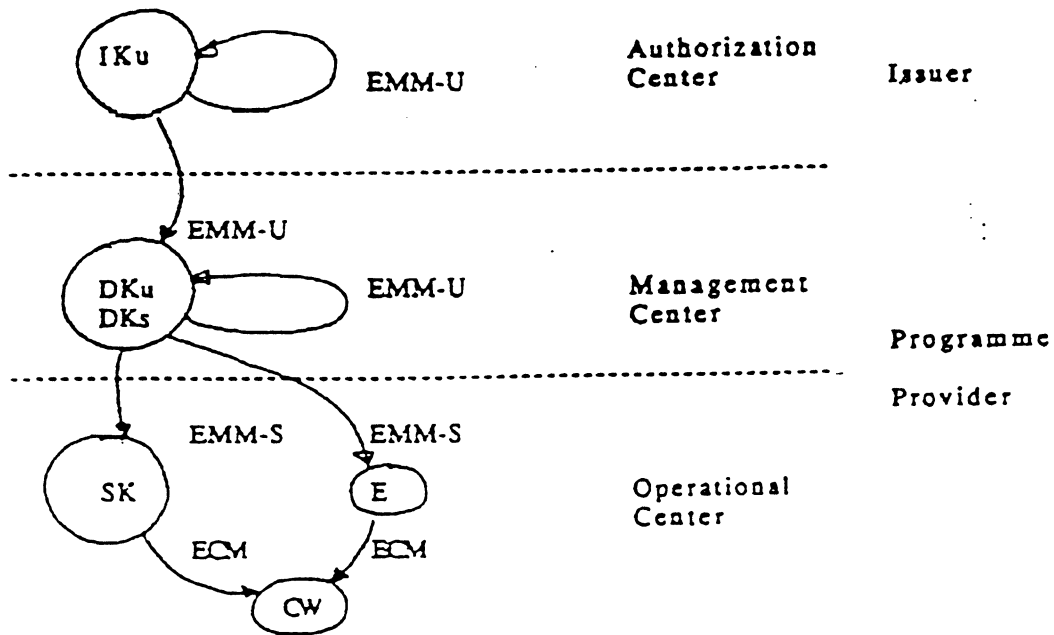 IKu
EMM-U
Authorization
Center
Issuer
EMM-U
DKu
DKs
EMM-U
Management
Center
Programme
Provider
EMM-S
EMM-S
SK
E
Operational
Center
ECM
ECM
CW